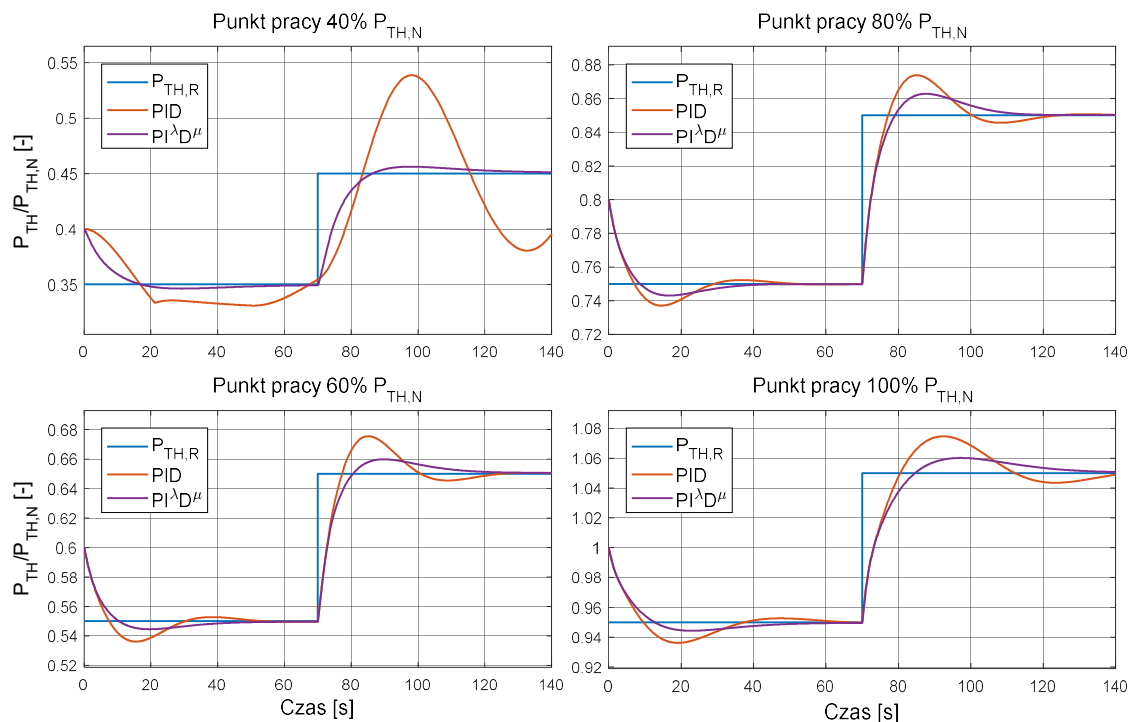 Punkt pracy 40% P_TH,N
P_TH/P_TH,N [-]
0.55
0.5
0.45
0.4
0.35
P_TH,R
PID
PI^λD^μ
0 20 40 60 80 100 120 140
Punkt pracy 80% P_TH,N
0.88
0.86
0.84
0.82
0.8
0.78
0.76
0.74
0.72
P_TH,R
PID
PI^λD^μ
0 20 40 60 80 100 120 140
Punkt pracy 60% P_TH,N
P_TH/P_TH,N [-]
0.68
0.66
0.64
0.62
0.6
0.58
0.56
0.54
0.52
P_TH,R
PID
PI^λD^μ
0 20 40 60 80 100 120 140
Czas [s]
Punkt pracy 100% P_TH,N
1.08
1.06
1.04
1.02
1
0.98
0.96
0.94
0.92
P_TH,R
PID
PI^λD^μ
0 20 40 60 80 100 120 140
Czas [s]